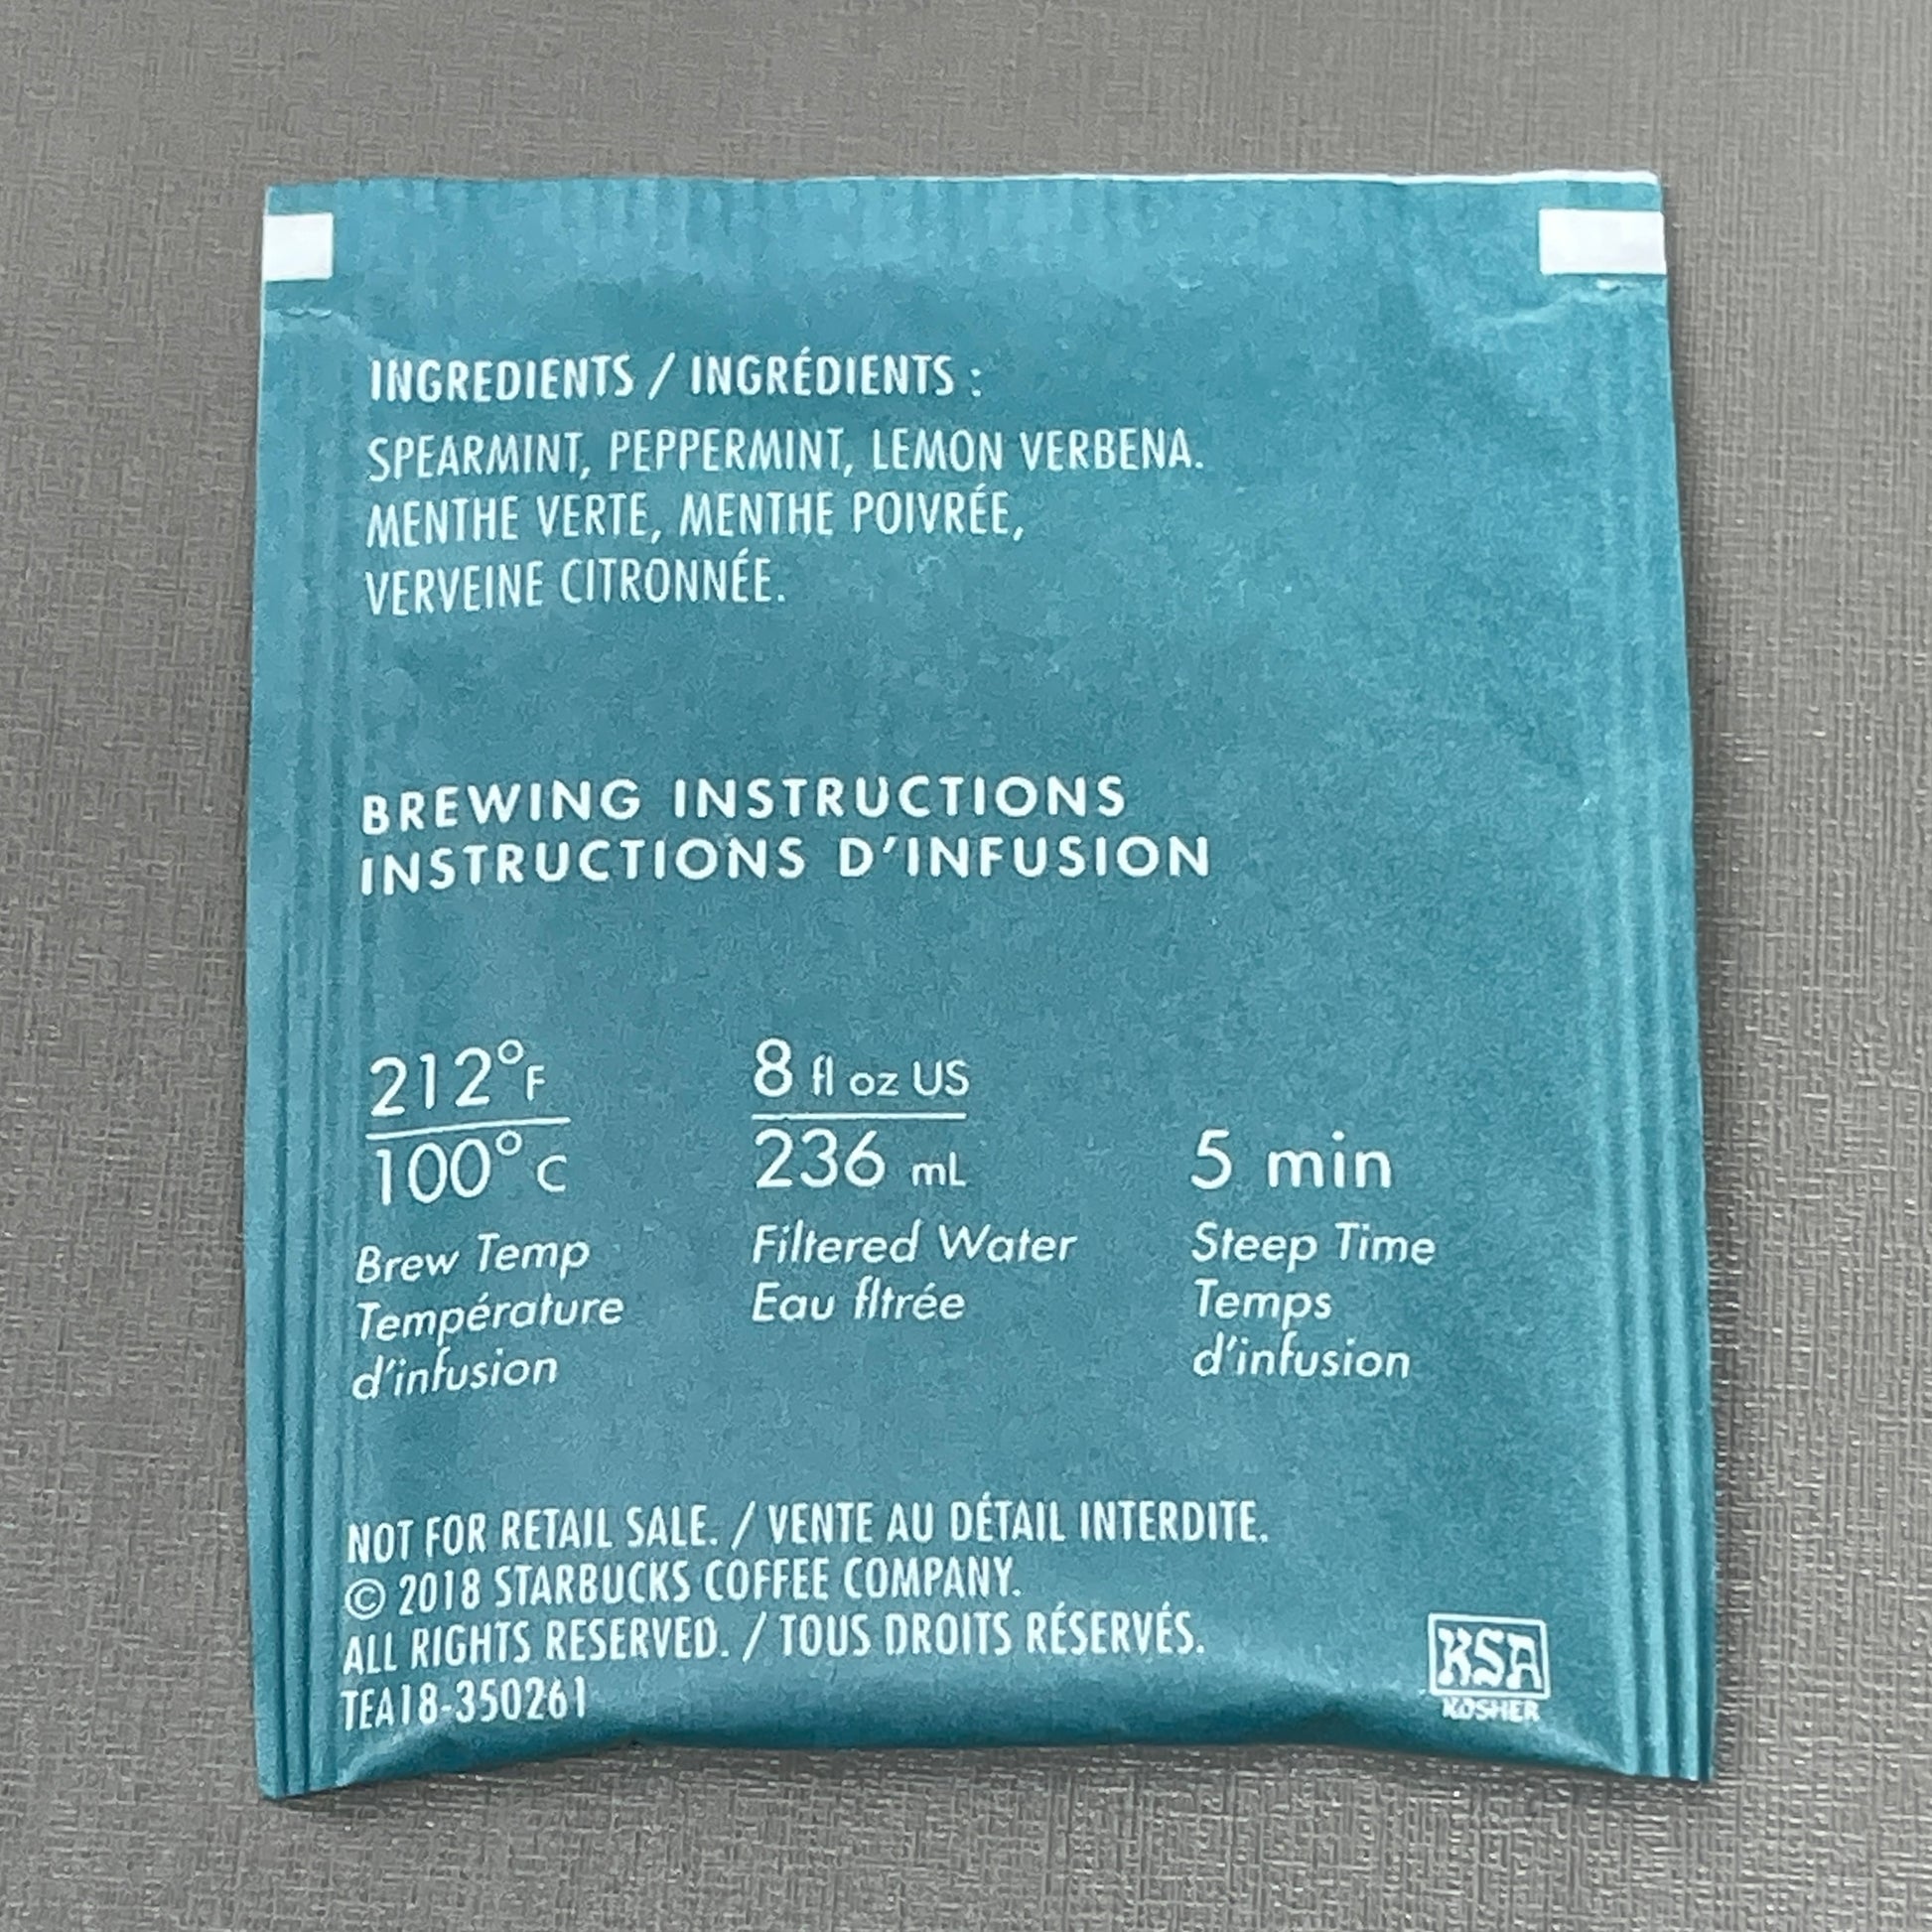 INGREDIENTS / INGRÉDIENTS :
SPEARMINT, PEPPERMINT, LEMON VERBENA.
MENTHE VERTE, MENTHE POIVRÉE,
VERVEINE CITRONNÉE.
BREWING INSTRUCTIONS
INSTRUCTIONS D'INFUSION
212°F
100°C
Brew Temp
Température
d'infusion
8 fl oz US
236 mL
Filtered Water
Eau fltrée
5 min
Steep Time
Temps
d'infusion
NOT FOR RETAIL SALE. / VENTE AU DÉTAIL INTERDITE.
© 2018 STARBUCKS COFFEE COMPANY.
ALL RIGHTS RESERVED. / TOUS DROITS RÉSERVÉS.
TEA18-350261
KSA
KOSHER